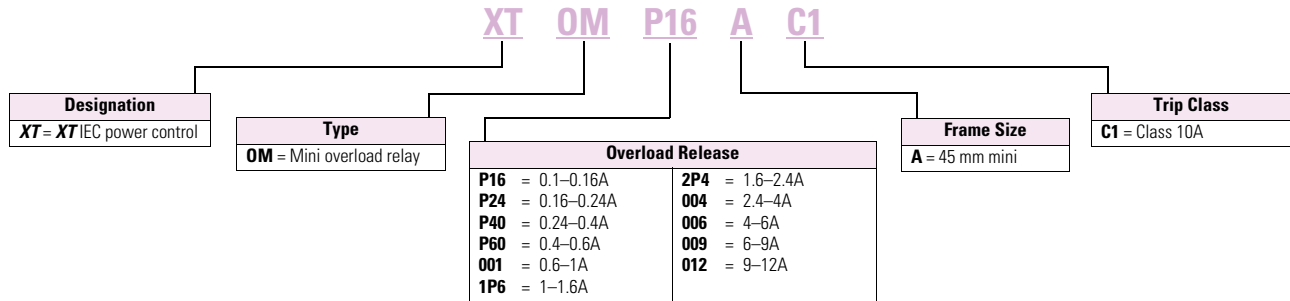 XT OM P16 A C1
Designation
XT = XT IEC power control
Type
OM = Mini overload relay
Overload Release
P16 = 0.1–0.16A
P24 = 0.16–0.24A
P40 = 0.24–0.4A
P60 = 0.4–0.6A
001 = 0.6–1A
1P6 = 1–1.6A
2P4 = 1.6–2.4A
004 = 2.4–4A
006 = 4–6A
009 = 6–9A
012 = 9–12A
Frame Size
A = 45 mm mini
Trip Class
C1 = Class 10A